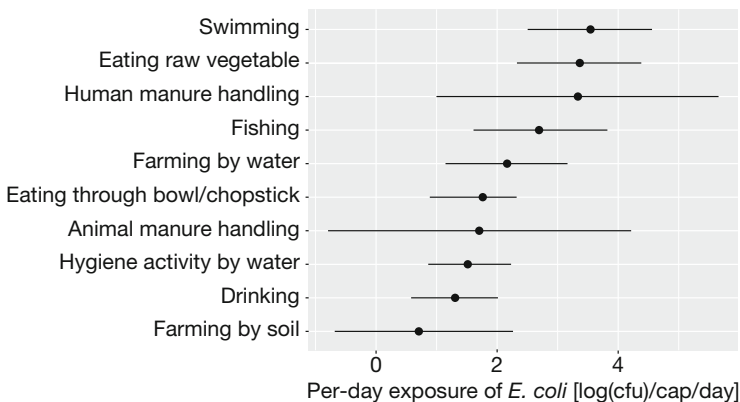 Swimming
Eating raw vegetable
Human manure handling
Fishing
Farming by water
Eating through bowl/chopstick
Animal manure handling
Hygiene activity by water
Drinking
Farming by soil
0 2 4
Per-day exposure of E. coli [log(cfu)/cap/day]